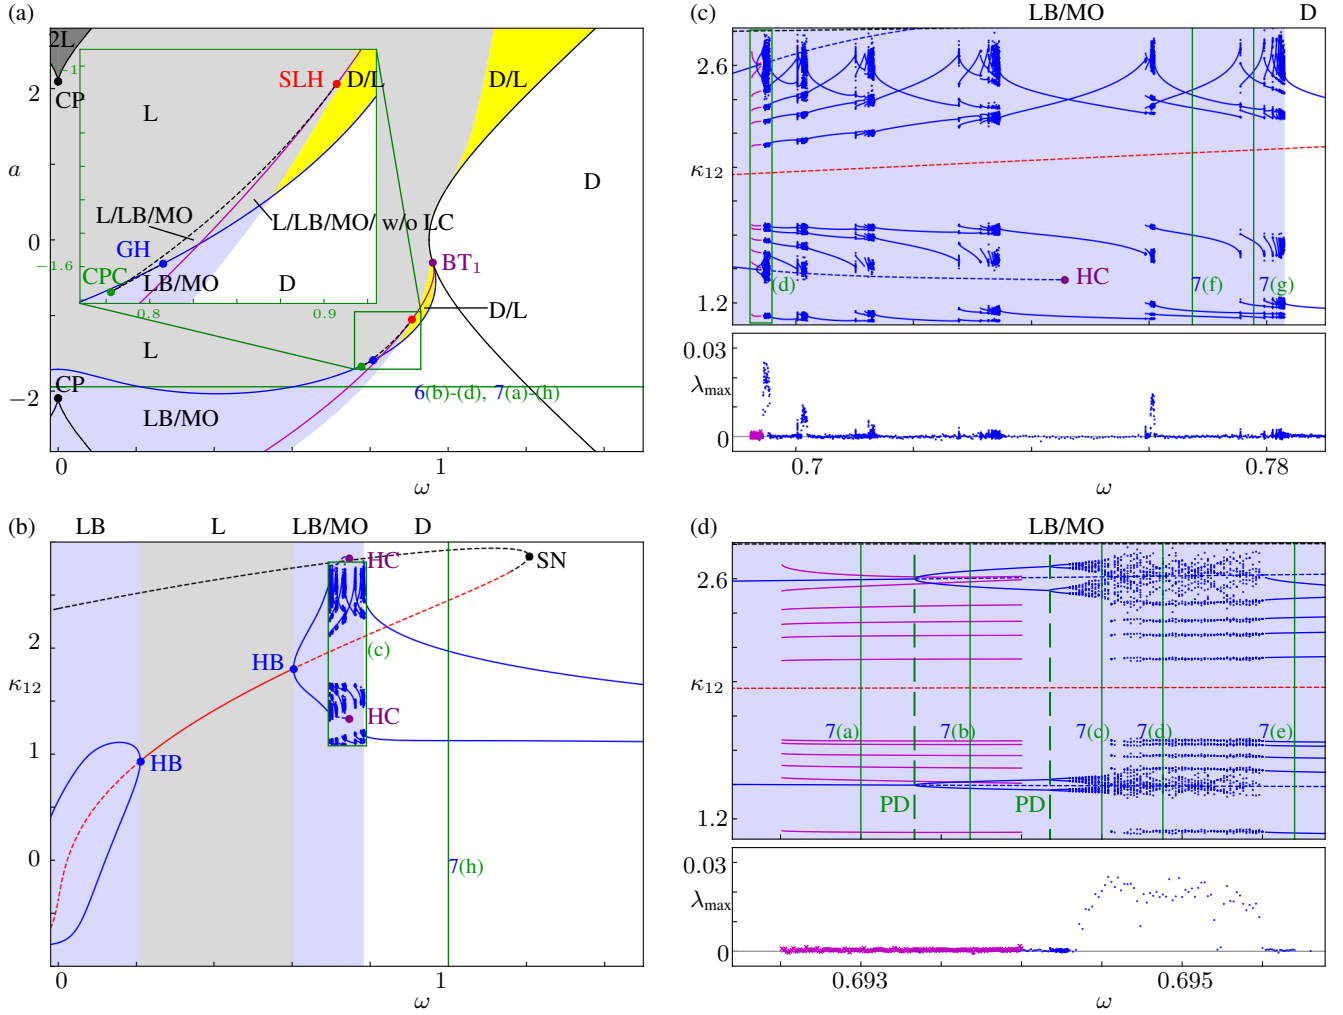 (a)
2L
CP
2
L
a
0
−2
SLH
D/L
D/L
−1
L/LB/MO
L/LB/MO/ w/o LC
GH
−1.6
CPC
LB/MO
D
0.8
0.9
D
BT1
D/L
L
CP
6(b)-(d), 7(a)-(h)
LB/MO
0
1
ω
(b)
LB
L
LB/MO
D
HC
SN
2
HB
(c)
κ12
HC
1
HB
0
7(h)
0
1
ω
(c)
LB/MO
D
2.6
κ12
HC
(d)
7(f)
7(g)
1.2
0.03
λmax
0
0.7
0.78
ω
(d)
LB/MO
2.6
κ12
7(a)
7(b)
7(c)
7(d)
7(e)
PD
PD
1.2
0.03
λmax
0
0.693
0.695
ω